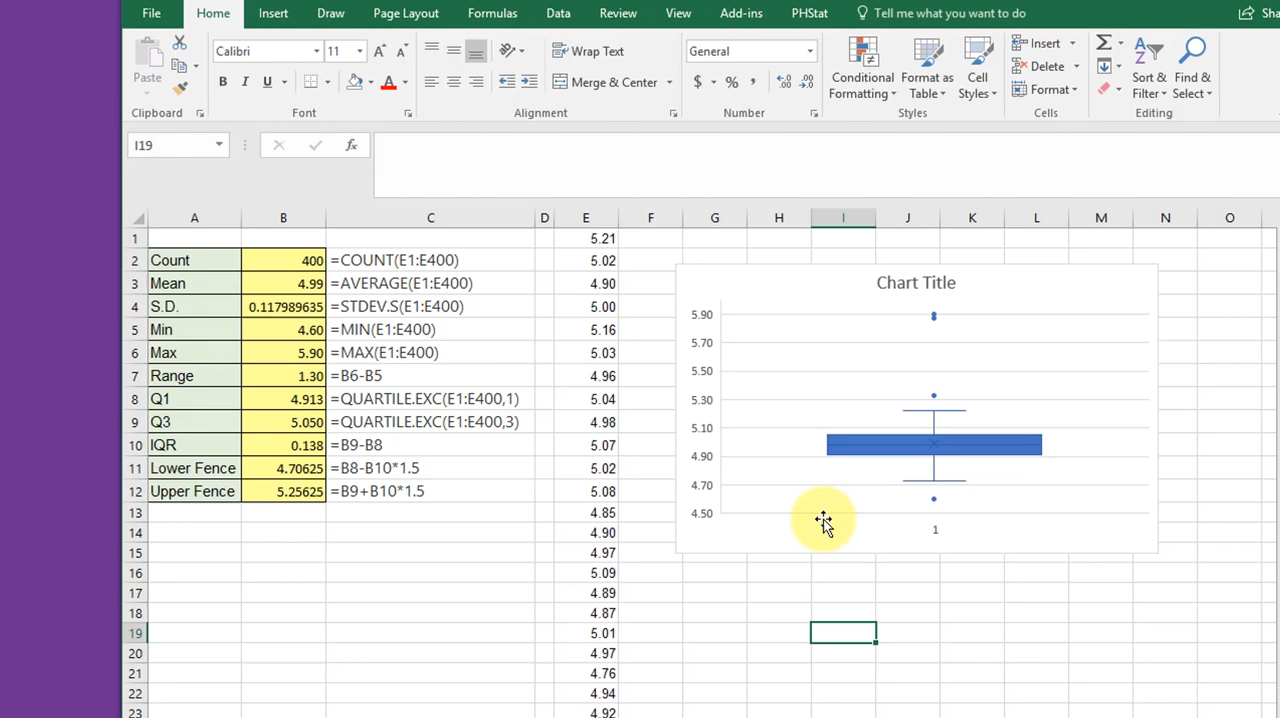 File Home Insert Draw Page Layout Formulas Data Review View Add-ins PHStat Tell me what you want to do
Paste
Calibri 11
B I U
A A
Wrap Text
Merge & Center
General
$ % ,
Conditional Formatting
Format as Table
Cell Styles
Insert
Delete
Format
Sort & Filter
Find & Select
Clipboard Font Alignment Number Styles Cells Editing
I19 fx
A B C D E F G H I J K L M N O
1 5.21
2 Count 400 =COUNT(E1:E400) 5.02
3 Mean 4.99 =AVERAGE(E1:E400) 4.90
4 S.D. 0.117989635 =STDEV.S(E1:E400) 5.00
5 Min 4.60 =MIN(E1:E400) 5.16
6 Max 5.90 =MAX(E1:E400) 5.03
7 Range 1.30 =B6-B5 4.96
8 Q1 4.913 =QUARTILE.EXC(E1:E400,1) 5.04
9 Q3 5.050 =QUARTILE.EXC(E1:E400,3) 4.98
10 IQR 0.138 =B9-B8 5.07
11 Lower Fence 4.70625 =B8-B10*1.5 5.02
12 Upper Fence 5.25625 =B9+B10*1.5 5.08
13 4.85
14 4.90
15 4.97
16 5.09
17 4.89
18 4.87
19 5.01
20 4.97
21 4.76
22 4.94
23 4.92
Chart Title
5.90
5.70
5.50
5.30
5.10
4.90
4.70
4.50
1